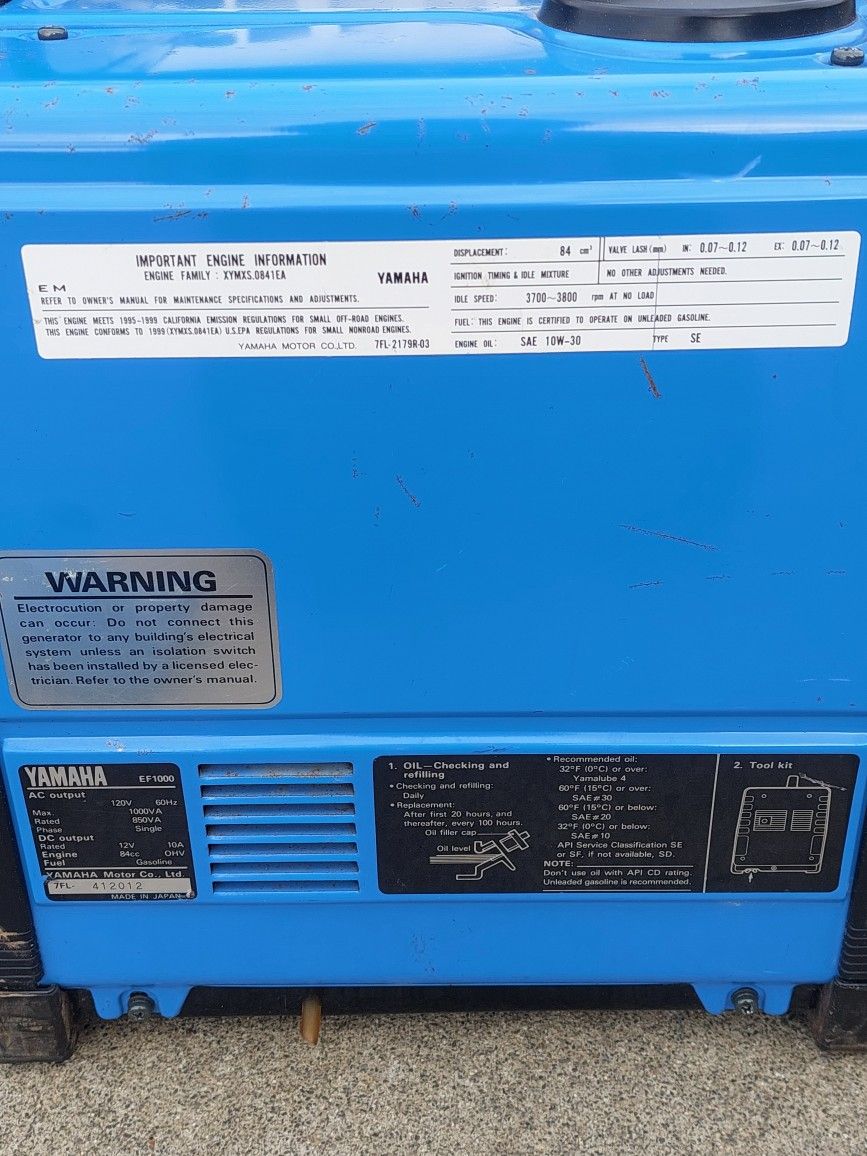 IMPORTANT ENGINE INFORMATION
ENGINE FAMILY : XYMXS.0841EA
YAMAHA
EM
REFER TO OWNER'S MANUAL FOR MAINTENANCE SPECIFICATIONS AND ADJUSTMENTS.
THIS ENGINE MEETS 1995-1999 CALIFORNIA EMISSION REGULATIONS FOR SMALL OFF-ROAD ENGINES.
THIS ENGINE CONFORMS TO 1999 (XYMXS.0841EA) U.S.EPA REGULATIONS FOR SMALL NONROAD ENGINES.
YAMAHA MOTOR CO.,LTD. 7FL-2179R-03
DISPLACEMENT: 84 cm³ VALVE LASH (mm) IN: 0.07~0.12 EX: 0.07~0.12
IGNITION TIMING & IDLE MIXTURE NO OTHER ADJUSTMENTS NEEDED.
IDLE SPEED: 3700~3800 rpm AT NO LOAD
FUEL: THIS ENGINE IS CERTIFIED TO OPERATE ON UNLEADED GASOLINE.
ENGINE OIL: SAE 10W-30 TYPE SE
WARNING
Electrocution or property damage
can occur: Do not connect this
generator to any building's electrical
system unless an isolation switch
has been installed by a licensed elec-
trician. Refer to the owner's manual.
YAMAHA EF1000
AC output
120V 60Hz
Max. 1000VA
Rated 850VA
Phase Single
DC output
Rated 12V 10A
Engine 84cc OHV
Fuel Gasoline
YAMAHA Motor Co., Ltd.
7FL- 412012
MADE IN JAPAN
1. OIL—Checking and
refilling
• Checking and refilling:
Daily
• Replacement:
After first 20 hours, and
thereafter, every 100 hours.
Oil filler cap
Oil level
• Recommended oil:
32°F (0°C) or over:
Yamalube 4
60°F (15°C) or over:
SAE#30
60°F (15°C) or below:
SAE#20
32°F (0°C) or below:
SAE#10
API Service Classification SE
or SF, if not available, SD.
NOTE:
Don't use oil with API CD rating.
Unleaded gasoline is recommended.
2. Tool kit